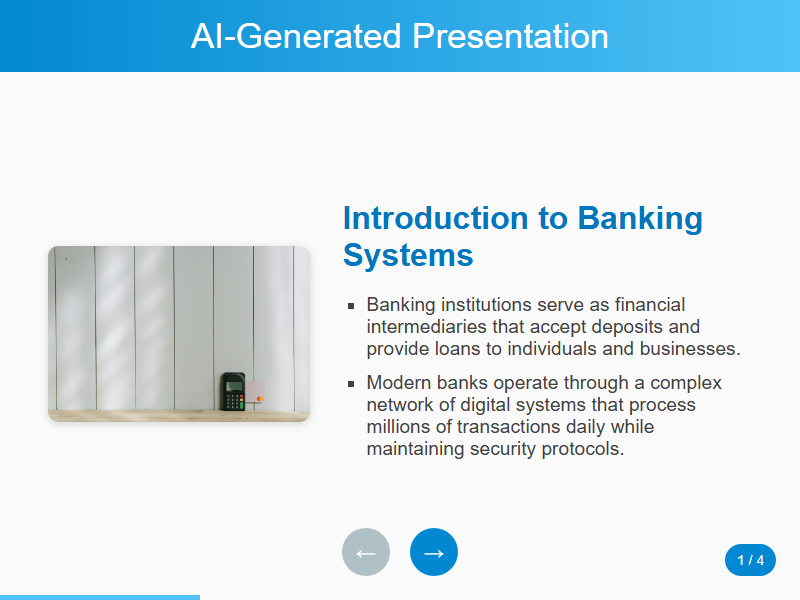 AI-Generated Presentation
Introduction to Banking
Systems
Banking institutions serve as financial
intermediaries that accept deposits and
provide loans to individuals and businesses.
Modern banks operate through a complex
network of digital systems that process
millions of transactions daily while
maintaining security protocols.
← →
1 / 4